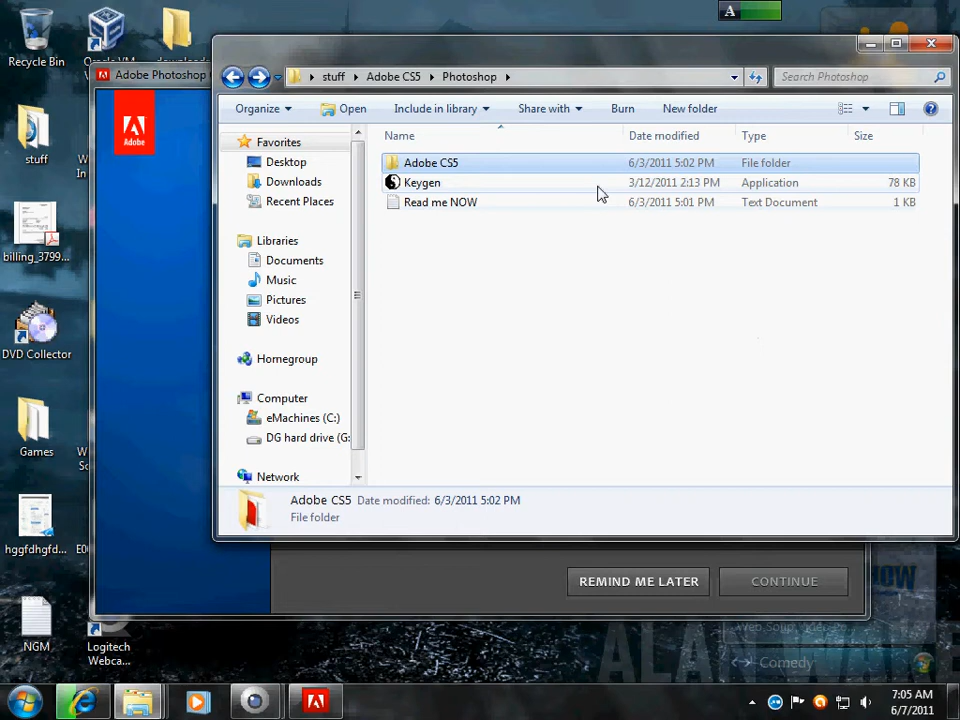 A
Recycle Bin
Oracle VM
Adobe Photoshop
Adobe
stuff
billing_3799...
DVD Collector
Games
hggfdhgfd...
NGM
Logitech
Webca...
stuff
Adobe CS5
Photoshop
Search Photoshop
Organize
Open
Include in library
Share with
Burn
New folder
Favorites
Desktop
Downloads
Recent Places
Libraries
Documents
Music
Pictures
Videos
Homegroup
Computer
eMachines (C:)
DG hard drive (G:
Network
Name Date modified Type Size
Adobe CS5 6/3/2011 5:02 PM File folder
Keygen 3/12/2011 2:13 PM Application 78 KB
Read me NOW 6/3/2011 5:01 PM Text Document 1 KB
Adobe CS5 Date modified: 6/3/2011 5:02 PM
File folder
REMIND ME LATER
CONTINUE
Comedy
7:05 AM
6/7/2011